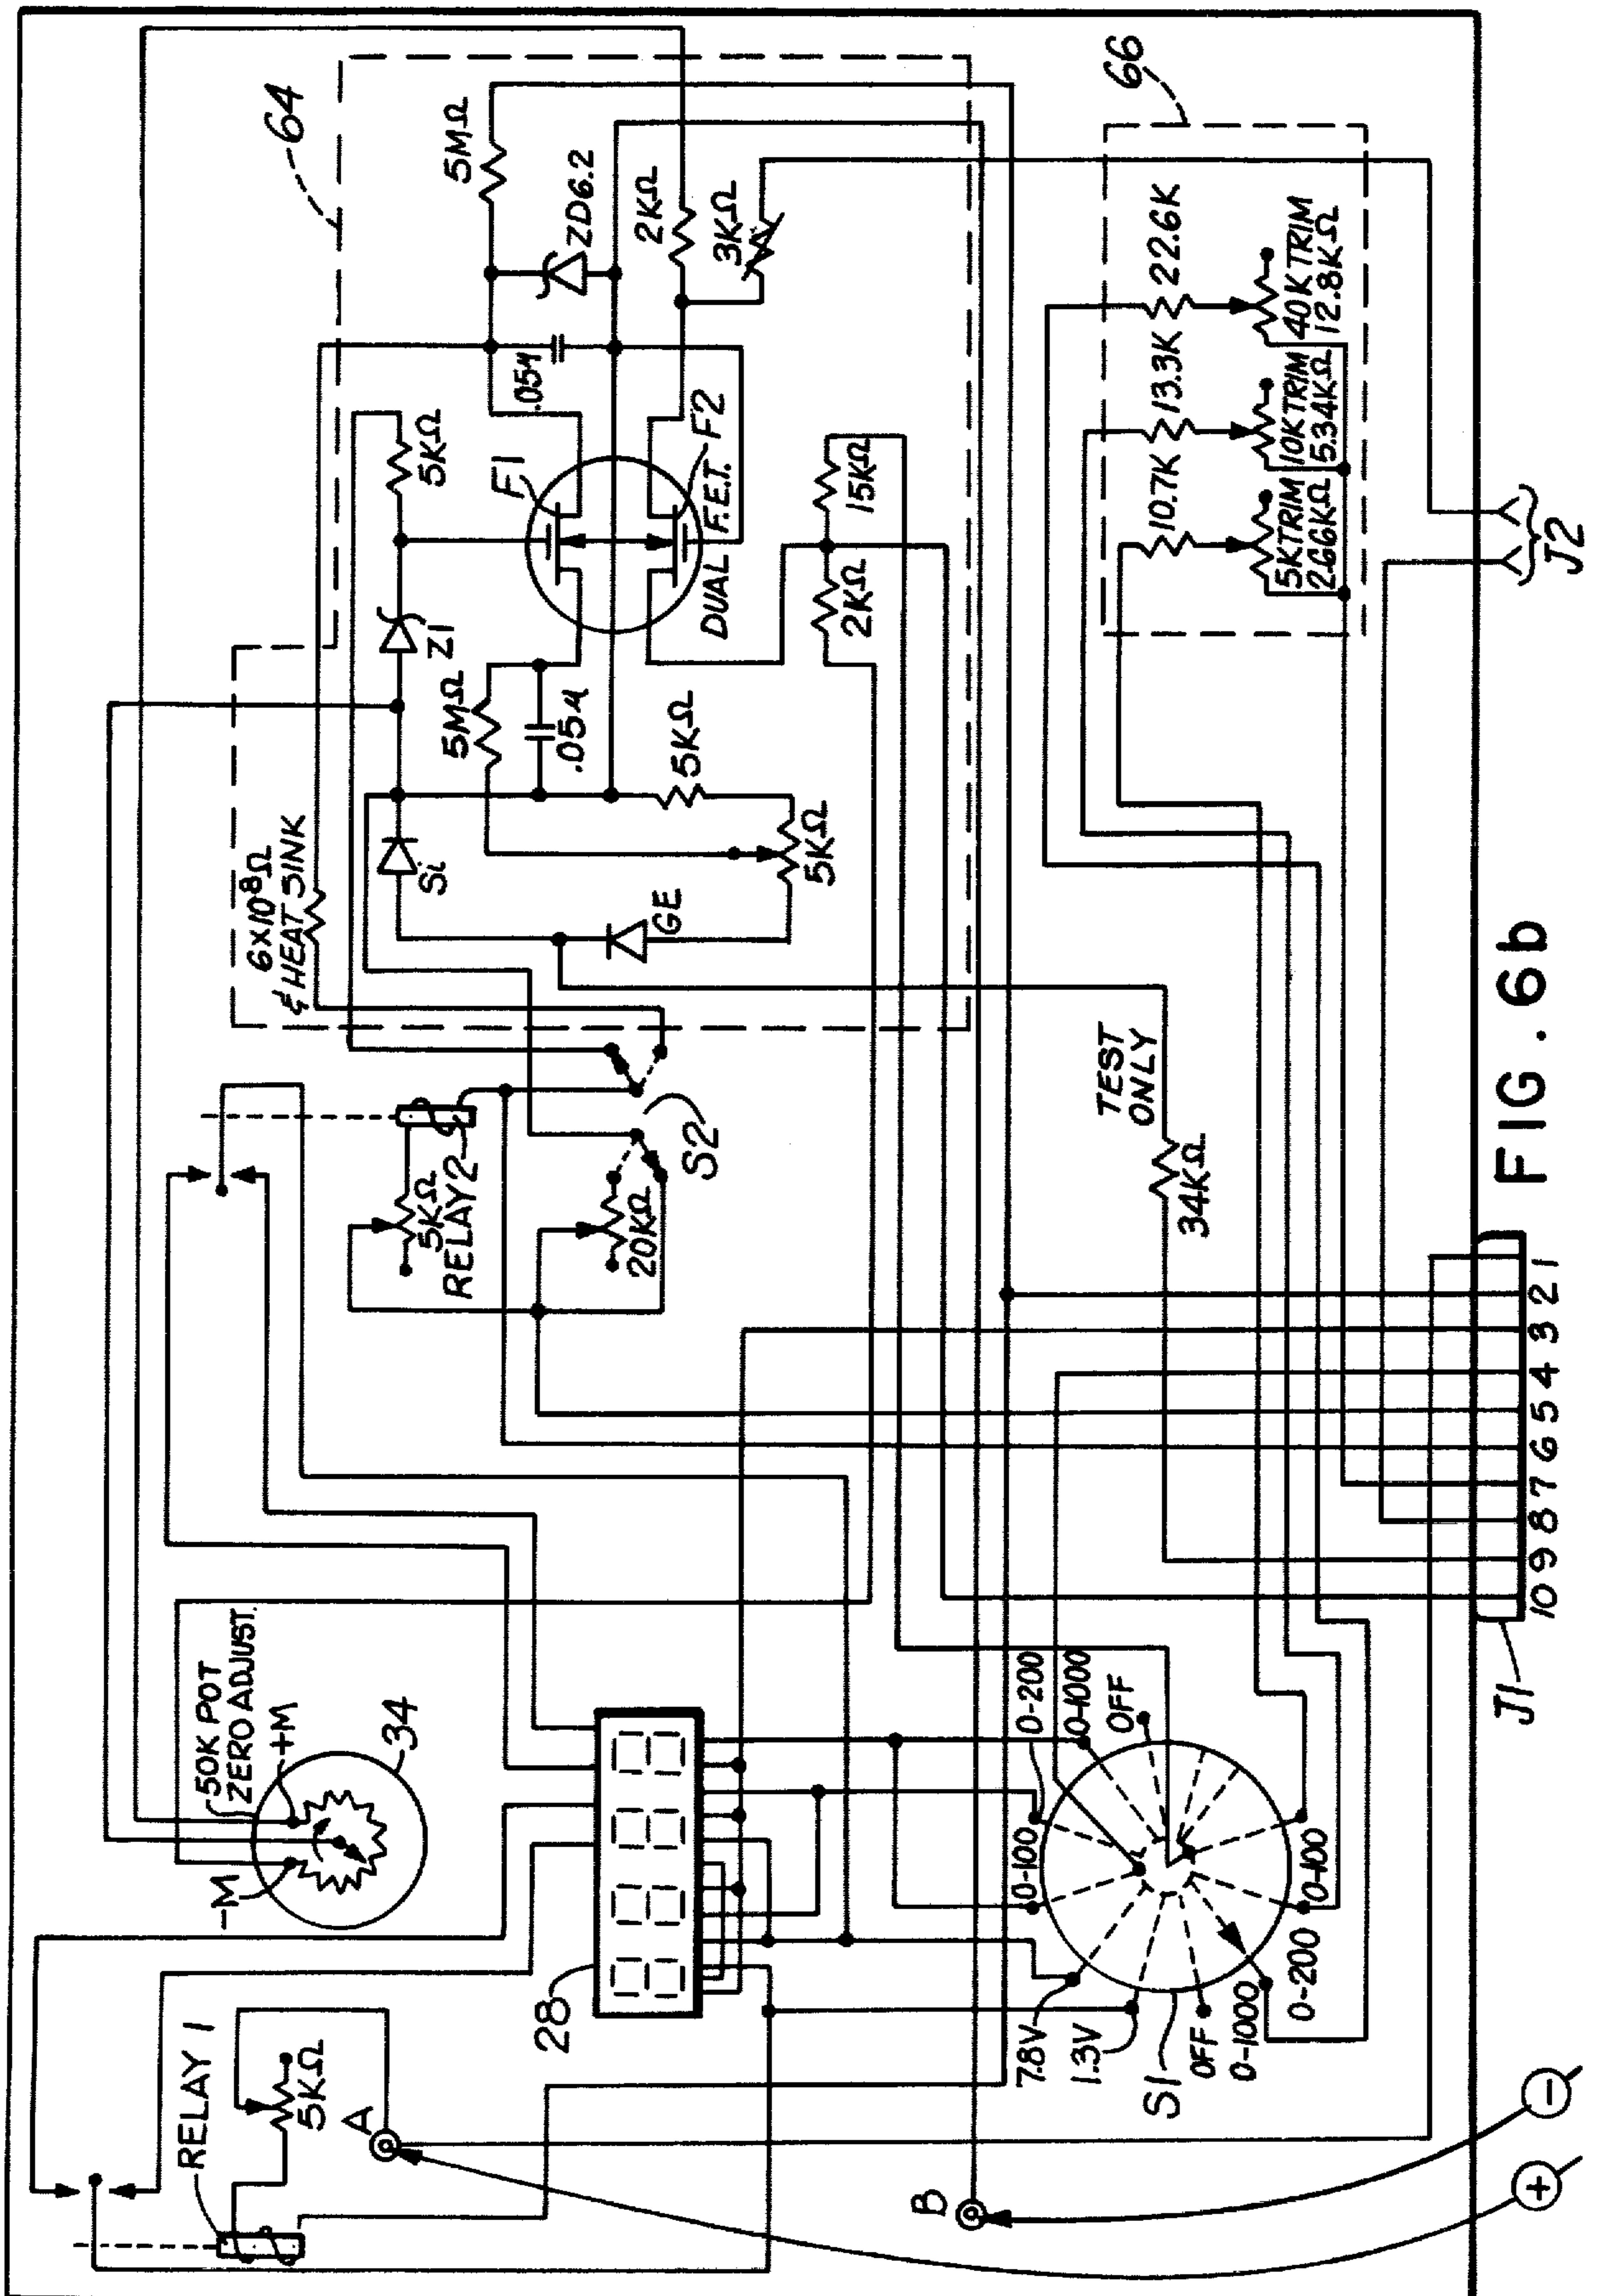 64
5MΩ
ZD6.2
2KΩ
3KΩ
.05μ
5KΩ
F1
F2
DUAL F.E.T.
Z1
5MΩ
.05μ
5KΩ
5KΩ
Si
GE
6X10⁸Ω
& HEAT SINK
15KΩ
2KΩ
66
22.6K
13.3K
10.7K
40K TRIM
12.8KΩ
10K TRIM
5.34KΩ
5K TRIM
2.66KΩ
J2
S2
5KΩ
RELAY 2
20KΩ
TEST
ONLY
34KΩ
50K POT
ZERO ADJUST.
+M
-M
34
28
RELAY 1
5KΩ
A
B
0-200
0-1000
OFF
0-100
7.8V
1.3V
S1
OFF
0-1000
0-200
0-100
10 9 8 7 6 5 4 3 2 1
J1
+
-
FIG. 6b